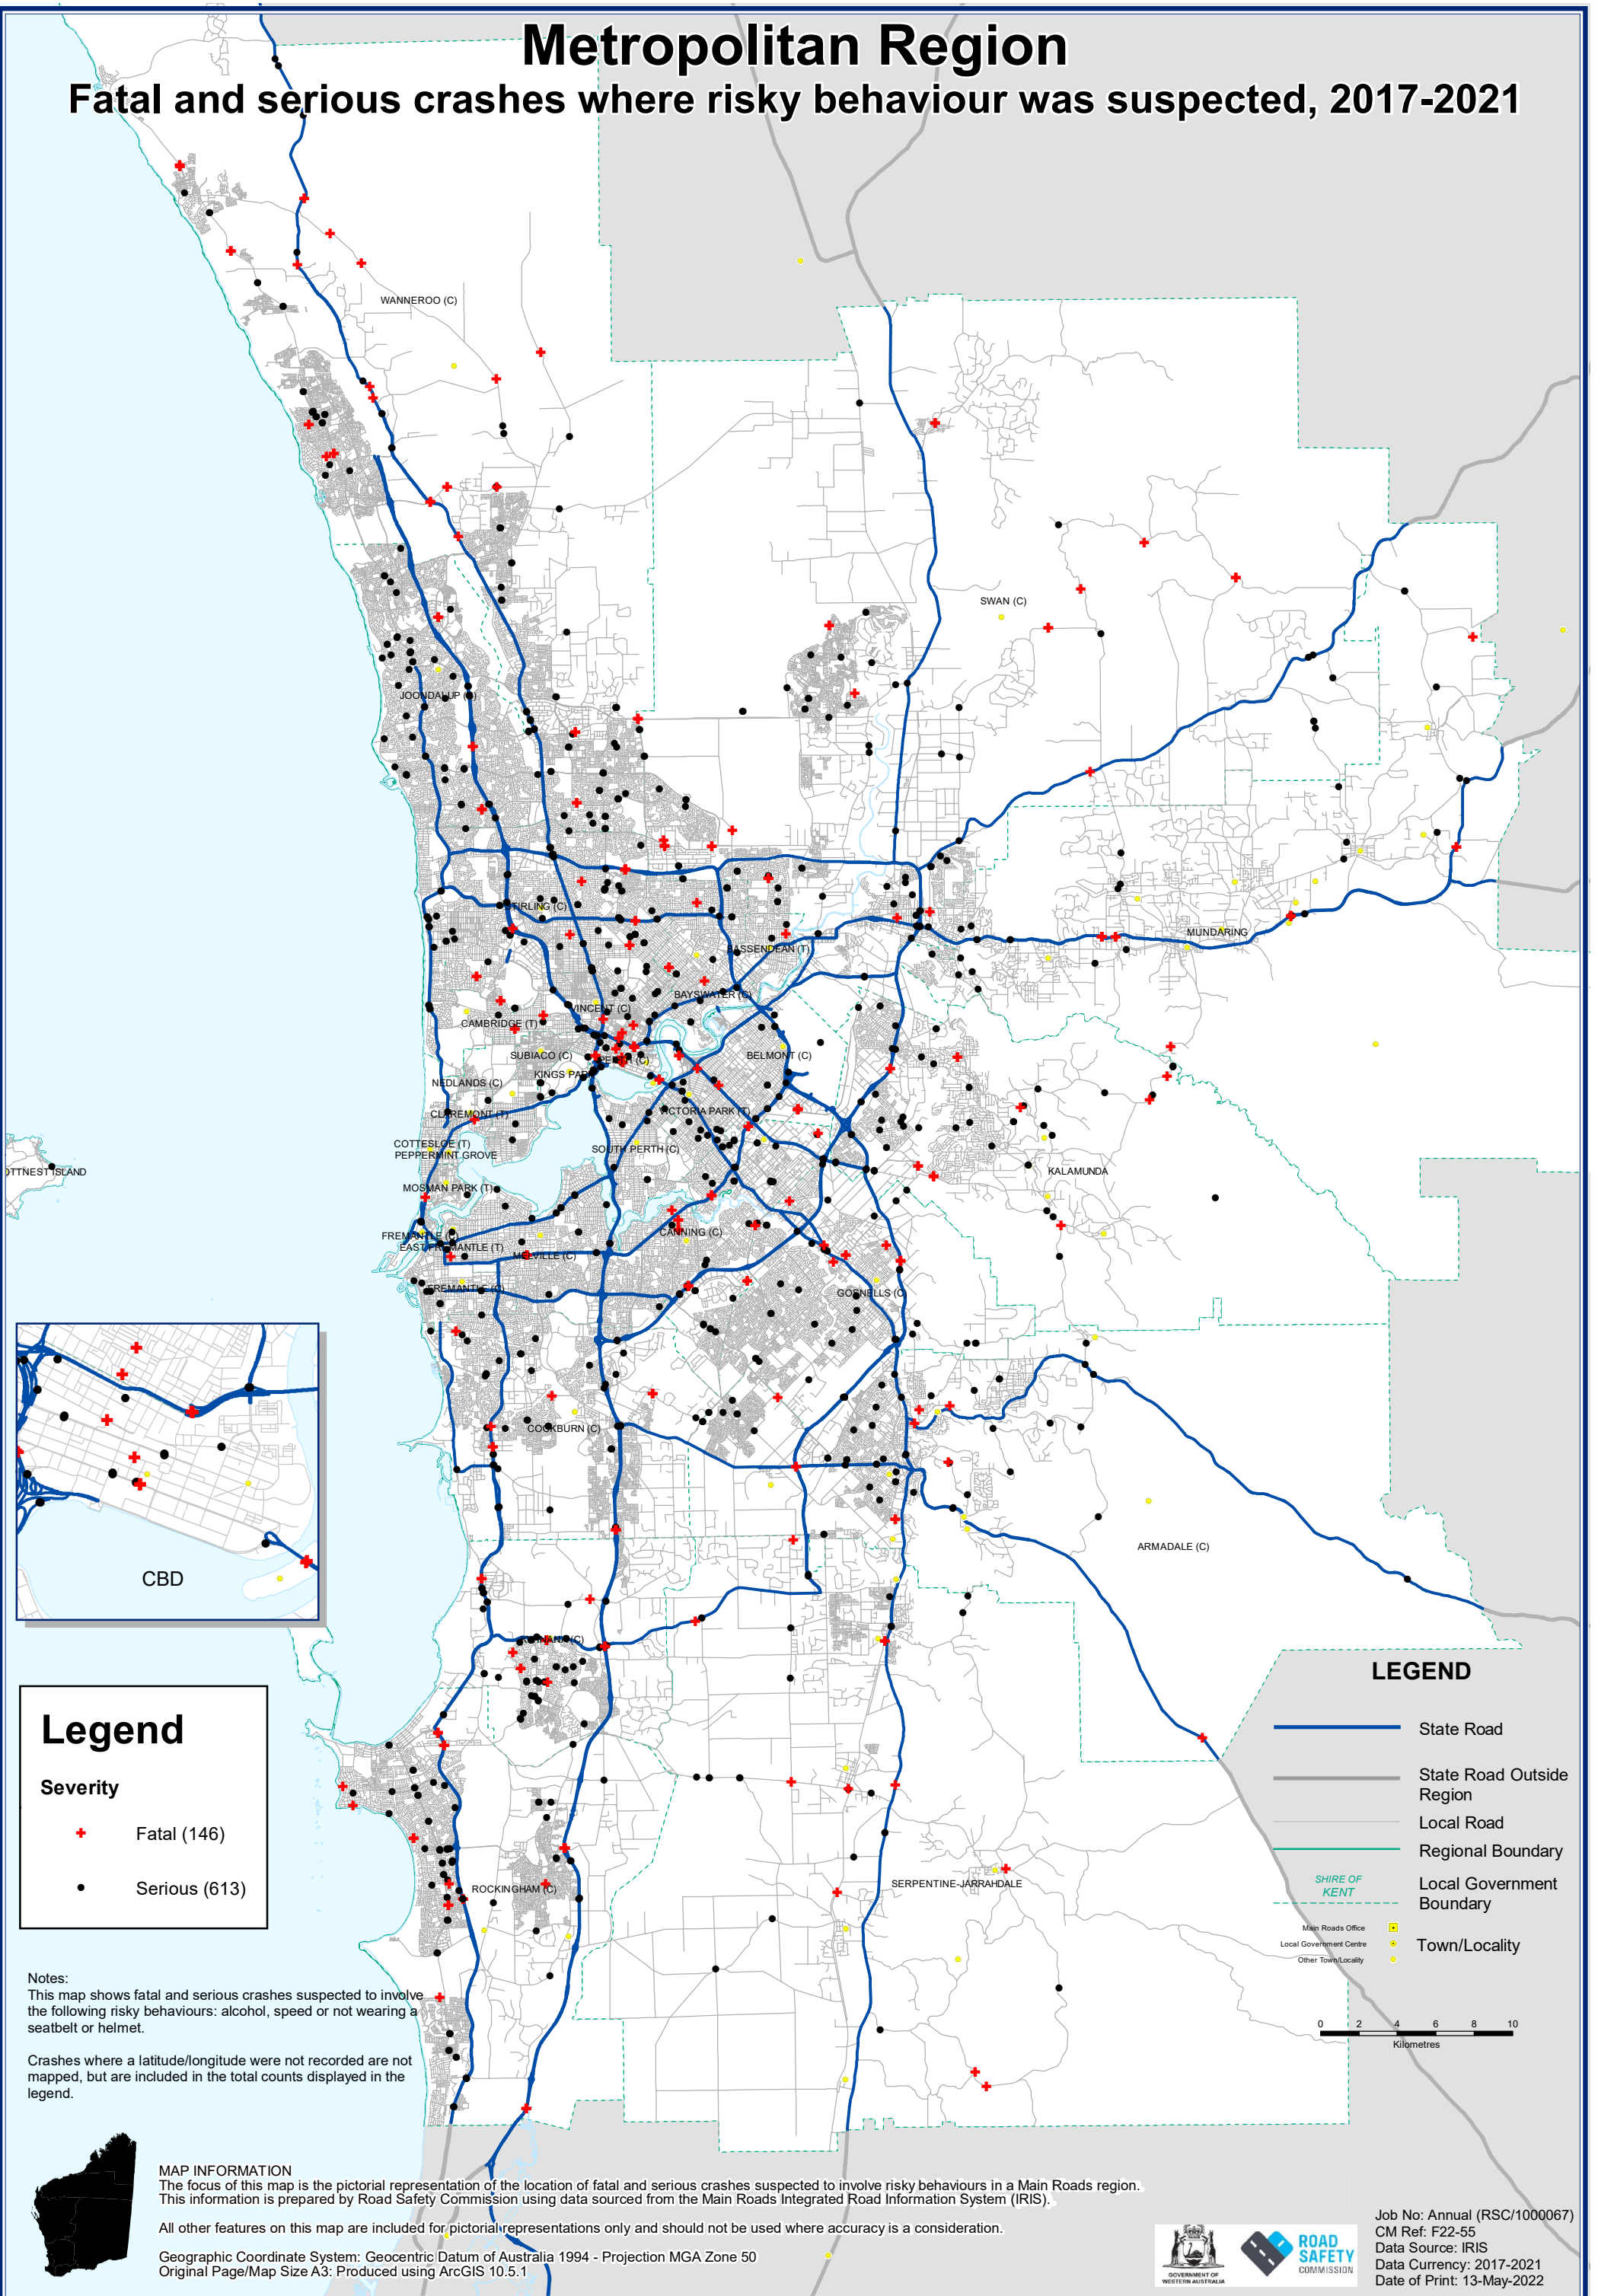 Metropolitan Region
Fatal and serious crashes where risky behaviour was suspected, 2017-2021
WANNEROO (C)
SWAN (C)
JOONDALUP (C)
STIRLING (C)
MUNDARING
BASSENDEAN (T)
BAYSWATER (C)
VINCENT (C)
CAMBRIDGE (T)
SUBIACO (C)
PERTH (C)
BELMONT (C)
KINGS PARK
NEDLANDS (C)
CLAREMONT (T)
VICTORIA PARK (T)
COTTESLOE (T)
PEPPERMINT GROVE
SOUTH PERTH (C)
OTTNEST ISLAND
KALAMUNDA
MOSMAN PARK (T)
FREMANTLE (C)
EAST FREMANTLE (T)
CANNING (C)
MELVILLE (C)
FREMANTLE (C)
GOSNELLS (C)
COCKBURN (C)
CBD
ARMADALE (C)
KWINANA (C)
ROCKINGHAM (C)
SERPENTINE-JARRAHDALE
LEGEND
State Road
State Road Outside
Region
Local Road
Regional Boundary
SHIRE OF
KENT
Local Government
Boundary
Main Roads Office
Local Government Centre
Other Town/Locality
Town/Locality
0 2 4 6 8 10
Kilometres
Legend
Severity
Fatal (146)
Serious (613)
Notes:
This map shows fatal and serious crashes suspected to involve
the following risky behaviours: alcohol, speed or not wearing a
seatbelt or helmet.
Crashes where a latitude/longitude were not recorded are not
mapped, but are included in the total counts displayed in the
legend.
MAP INFORMATION
The focus of this map is the pictorial representation of the location of fatal and serious crashes suspected to involve risky behaviours in a Main Roads region.
This information is prepared by Road Safety Commission using data sourced from the Main Roads Integrated Road Information System (IRIS).
All other features on this map are included for pictorial representations only and should not be used where accuracy is a consideration.
Geographic Coordinate System: Geocentric Datum of Australia 1994 - Projection MGA Zone 50
Original Page/Map Size A3: Produced using ArcGIS 10.5.1
GOVERNMENT OF
WESTERN AUSTRALIA
ROAD
SAFETY
COMMISSION
Job No: Annual (RSC/1000067)
CM Ref: F22-55
Data Source: IRIS
Data Currency: 2017-2021
Date of Print: 13-May-2022